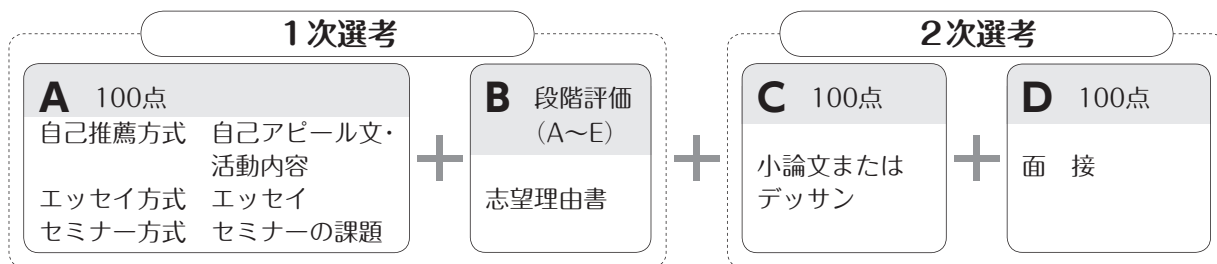 1次選考
A 100点
自己推薦方式 自己アピール文・
活動内容
エッセイ方式 エッセイ
セミナー方式 セミナーの課題
+
B 段階評価
(A〜E)
志望理由書
+
2次選考
C 100点
小論文または
デッサン
+
D 100点
面 接